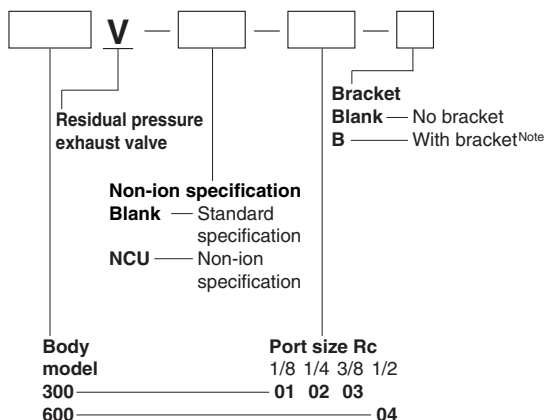 V — — —
Bracket
Blank — No bracket
B — With bracket Note
Residual pressure
exhaust valve
Non-ion specification
Blank — Standard
specification
NCU — Non-ion
specification
Body
model
Port size Rc
1/8 1/4 3/8 1/2
300 — 01 02 03
600 — 04